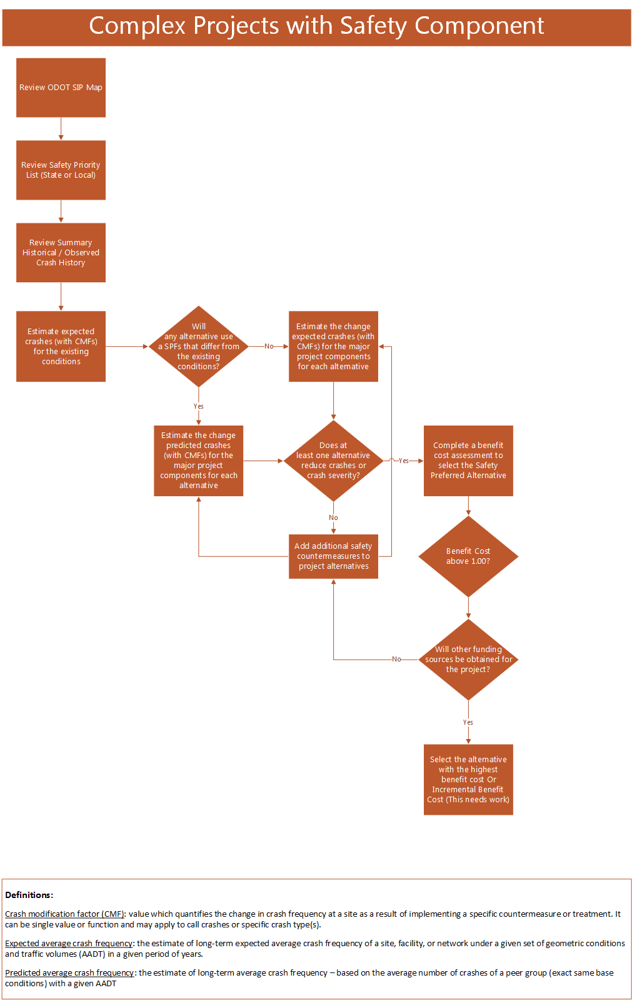 Complex Projects with Safety Component
Review ODOT SIP Map
Review Safety Priority
List (State or Local)
Review Summary
Historical / Observed
Crash History
Estimate expected
crashes (with CMFs)
for the existing
conditions
Will
any alternative use
a SPFs that differ from
the existing
conditions?
No
Estimate the change
expected crashes (with
CMFs) for the major
project components
for each alternative
Yes
Estimate the change
predicted crashes
(with CMFs) for the
major project
components for each
alternative
Does at
least one alternative
reduce crashes or
crash severity?
Yes
Complete a benefit
cost assessment to
select the Safety
Preferred Alternative
No
Add additional safety
countermeasures to
project alternatives
Benefit Cost
above 1.00?
Will other funding
sources be obtained for
the project?
No
Yes
Select the alternative
with the highest
benefit cost Or
Incremental Benefit
Cost (This needs work)
Definitions:
Crash modification factor (CMF): value which quantifies the change in crash frequency at a site as a result of implementing a specific countermeasure or treatment. It
can be single value or function and may apply to call crashes or specific crash type(s).
Expected average crash frequency: the estimate of long-term expected average crash frequency of a site, facility, or network under a given set of geometric conditions
and traffic volumes (AADT) in a given period of years.
Predicted average crash frequency: the estimate of long-term average crash frequency – based on the average number of crashes of a peer group (exact same base
conditions) with a given AADT